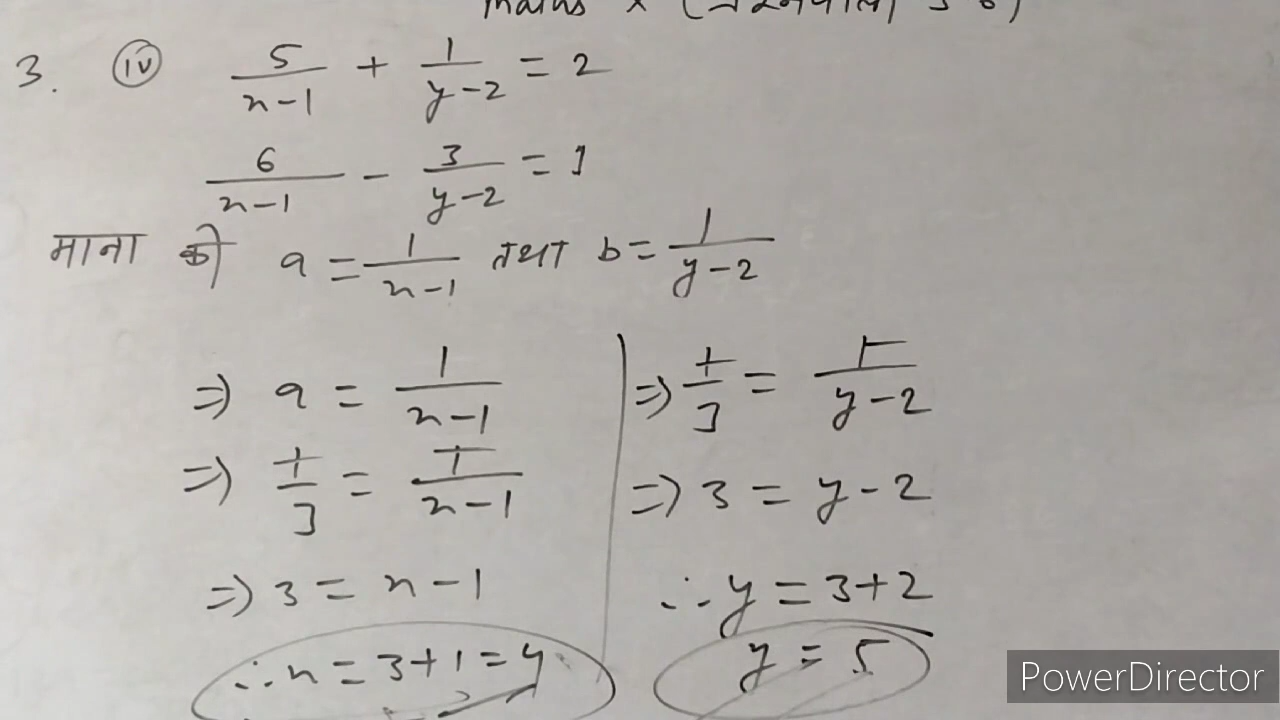 maths x
3. (iv) 5/(x-1) + 1/(y-2) = 2
6/(x-1) - 3/(y-2) = 1
माना की a = 1/(x-1) तथा b = 1/(y-2)
=> a = 1/(x-1)
=> 1/3 = 1/(x-1)
=> 3 = x-1
∴ x = 3+1 = 4
=> 1/3 = 1/(y-2)
=> 3 = y-2
∴ y = 3+2
y = 5
PowerDirector